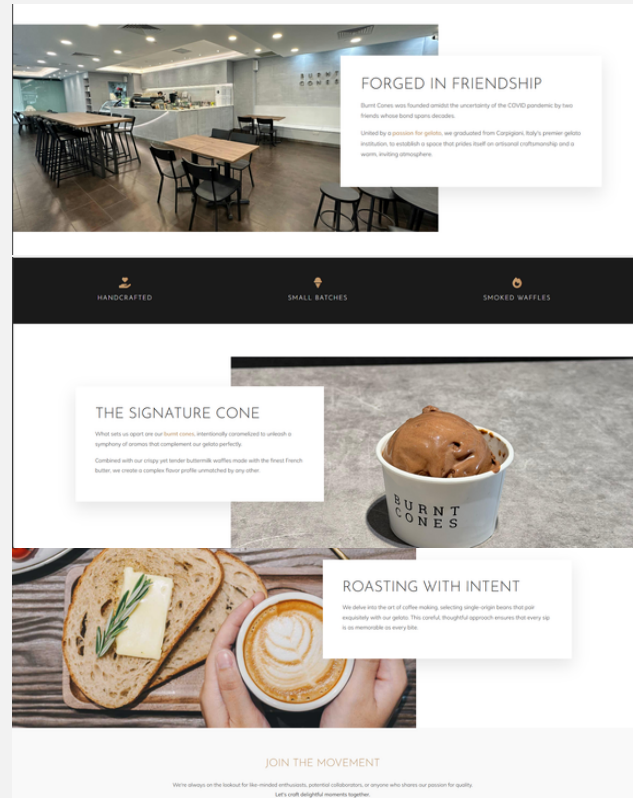 BURNT
CONES
FORGED IN FRIENDSHIP
Burnt Cones was founded amidst the uncertainty of the COVID pandemic by two
friends whose bond spans decades.
United by a passion for gelato, we graduated from Carpigiani, Italy's premier gelato
institution, to establish a space that prides itself on artisanal craftsmanship and a
warm, inviting atmosphere.
HANDCRAFTED
SMALL BATCHES
SMOKED WAFFLES
THE SIGNATURE CONE
What sets us apart are our burnt cones, intentionally caramelized to unleash a
symphony of aromas that complement our gelato perfectly.
Combined with our crisp yet tender buttermilk waffles made with the finest French
butter, we create a complex flavor profile unmatched by any other.
BURNT
CONES
ROASTING WITH INTENT
We delve into the art of coffee making, selecting single-origin beans that pair
exquisitely with our gelato. This careful, thoughtful approach ensures that every sip
is as memorable as every bite.
JOIN THE MOVEMENT
We're always on the lookout for like-minded enthusiasts, potential collaborators, or anyone who shares our passion for quality.
Let's craft delightful moments together.